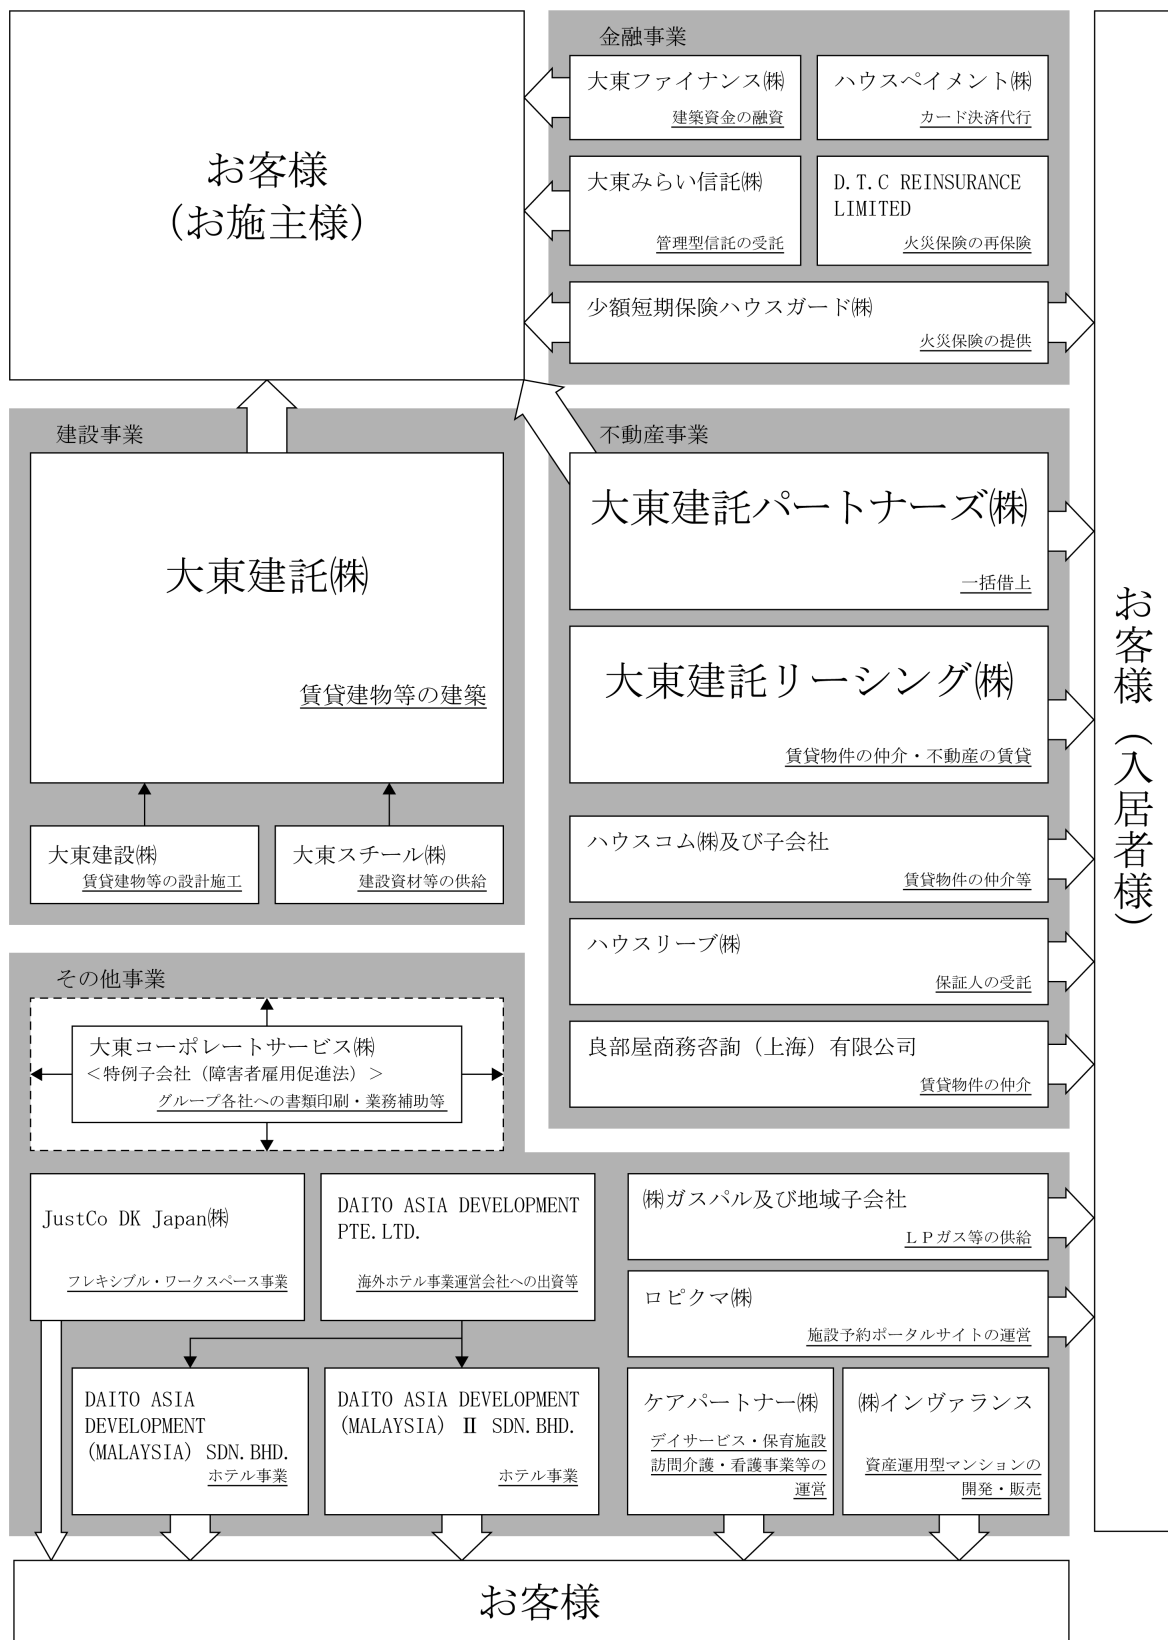 お客様
（お施主様）
金融事業
大東ファイナンス㈱
建築資金の融資
ハウスペイメント㈱
カード決済代行
大東みらい信託㈱
管理型信託の受託
D.T.C REINSURANCE
LIMITED
火災保険の再保険
少額短期保険ハウスガード㈱
火災保険の提供
建設事業
大東建託㈱
賃貸建物等の建築
大東建設㈱
賃貸建物等の設計施工
大東スチール㈱
建設資材等の供給
不動産事業
大東建託パートナーズ㈱
一括借上
大東建託リーシング㈱
賃貸物件の仲介・不動産の賃貸
ハウスコム㈱及び子会社
賃貸物件の仲介等
ハウスリーブ㈱
保証人の受託
良部屋商務咨詢（上海）有限公司
賃貸物件の仲介
お客様（入居者様）
その他事業
大東コーポレートサービス㈱
＜特例子会社（障害者雇用促進法）＞
グループ各社への書類印刷・業務補助等
JustCo DK Japan㈱
フレキシブル・ワークスペース事業
DAITO ASIA DEVELOPMENT
PTE.LTD.
海外ホテル事業運営会社への出資等
㈱ガスパル及び地域子会社
ＬＰガス等の供給
ロピクマ㈱
施設予約ポータルサイトの運営
DAITO ASIA
DEVELOPMENT
(MALAYSIA) SDN.BHD.
ホテル事業
DAITO ASIA DEVELOPMENT
(MALAYSIA) Ⅱ SDN.BHD.
ホテル事業
ケアパートナー㈱
デイサービス・保育施設
訪問介護・看護事業等の
運営
㈱インヴァランス
資産運用型マンションの
開発・販売
お客様